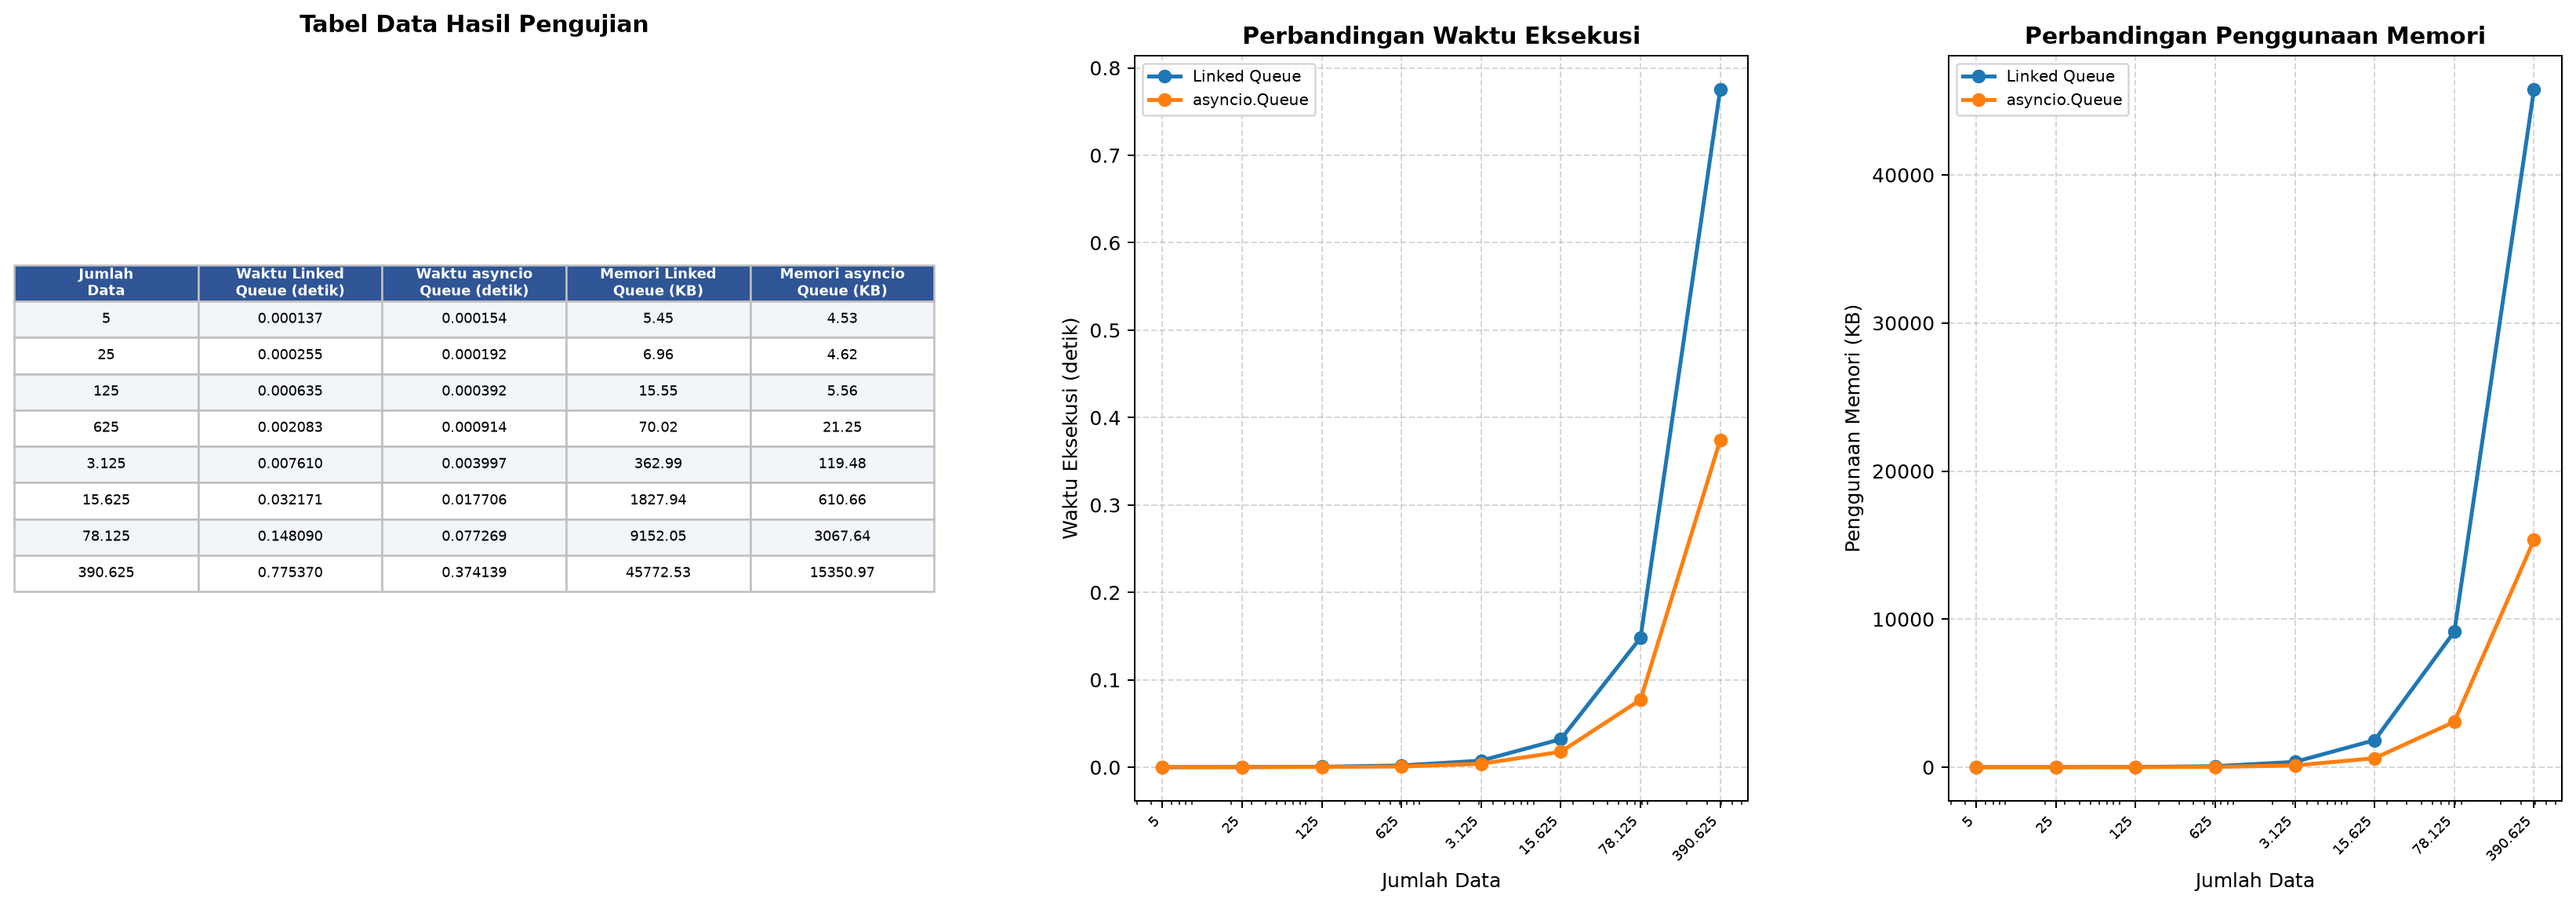 Tabel Data Hasil Pengujian
Jumlah Data | Waktu Linked Queue (detik) | Waktu asyncio Queue (detik) | Memori Linked Queue (KB) | Memori asyncio Queue (KB)
5 | 0.000137 | 0.000154 | 5.45 | 4.53
25 | 0.000255 | 0.000192 | 6.96 | 4.62
125 | 0.000635 | 0.000392 | 15.55 | 5.56
625 | 0.002083 | 0.000914 | 70.02 | 21.25
3.125 | 0.007610 | 0.003997 | 362.99 | 119.48
15.625 | 0.032171 | 0.017706 | 1827.94 | 610.66
78.125 | 0.148090 | 0.077269 | 9152.05 | 3067.64
390.625 | 0.775370 | 0.374139 | 45772.53 | 15350.97
Perbandingan Waktu Eksekusi
Linked Queue
asyncio.Queue
Waktu Eksekusi (detik)
0.8
0.7
0.6
0.5
0.4
0.3
0.2
0.1
0.0
5 25 125 625 3.125 15.625 78.125 390.625
Jumlah Data
Perbandingan Penggunaan Memori
Linked Queue
asyncio.Queue
Penggunaan Memori (KB)
40000
30000
20000
10000
0
5 25 125 625 3.125 15.625 78.125 390.625
Jumlah Data